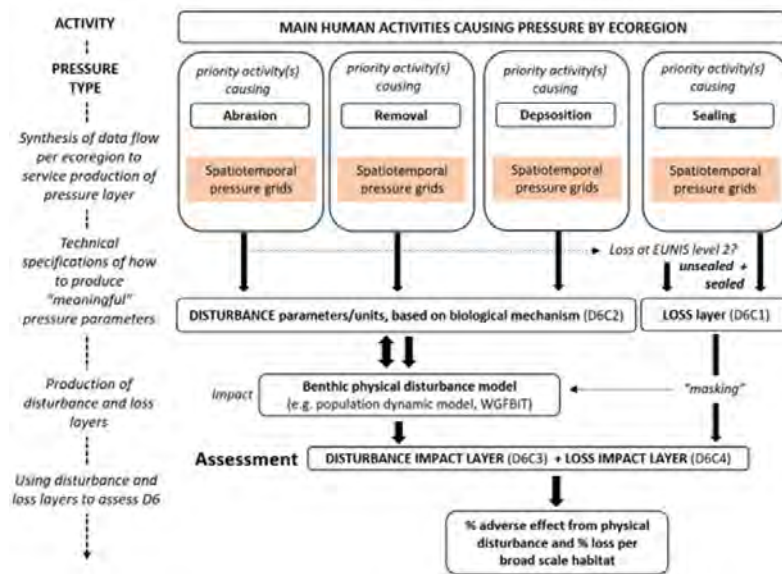 ACTIVITY
MAIN HUMAN ACTIVITIES CAUSING PRESSURE BY ECOREGION
PRESSURE
TYPE
priority activity(s)
causing
Abrasion
Spatiotemporal
pressure grids
priority activity(s)
causing
Removal
Spatiotemporal
pressure grids
priority activity(s)
causing
Deposition
Spatiotemporal
pressure grids
priority activity(s)
causing
Sealing
Spatiotemporal
pressure grids
Synthesis of data flow
per ecoregion to
service production of
pressure layer
Loss at EUNIS level 2?
unsealed +
sealed
Technical
specifications of how
to produce
"meaningful"
pressure parameters
DISTURBANCE parameters/units, based on biological mechanism (D6C2)
LOSS layer (D6C1)
Production of
disturbance and loss
layers
Impact
Benthic physical disturbance model
(e.g. population dynamic model, WGFBIT)
"masking"
Assessment
DISTURBANCE IMPACT LAYER (D6C3) + LOSS IMPACT LAYER (D6C4)
Using disturbance and
loss layers to assess D6
% adverse effect from physical
disturbance and % loss per
broad scale habitat